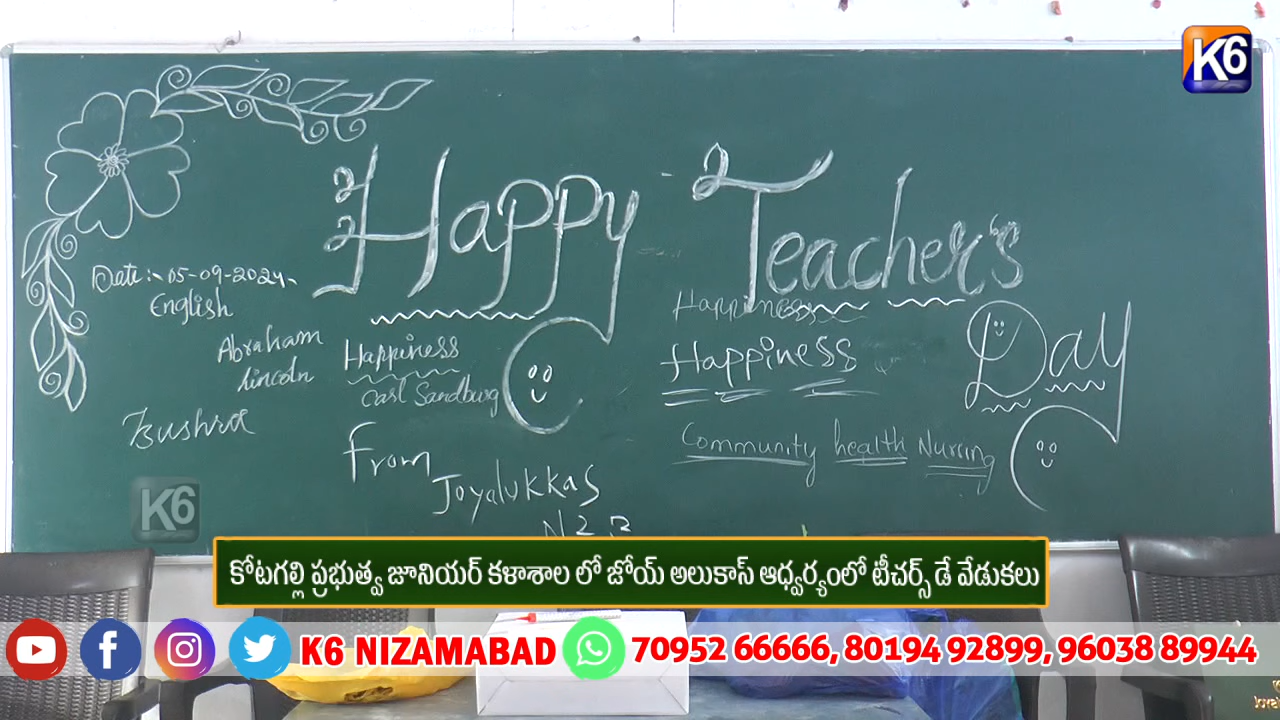 K6
Happy Teacher's
Day
Date:- 05-09-2024-
English
Abraham
Lincoln
Happiness
Carl Sandburg
Bushra
From
Joyalukkas
NZB
Happiness
Happiness
Community health Nursing
K6
కోటగల్లి ప్రభుత్వ జూనియర్ కళాశాల లో జోయ్ అలుకాస్ ఆధ్వర్యంలో టీచర్స్ డే వేడుకలు
K6 NIZAMABAD 70952 66666, 80194 92899, 96038 89944